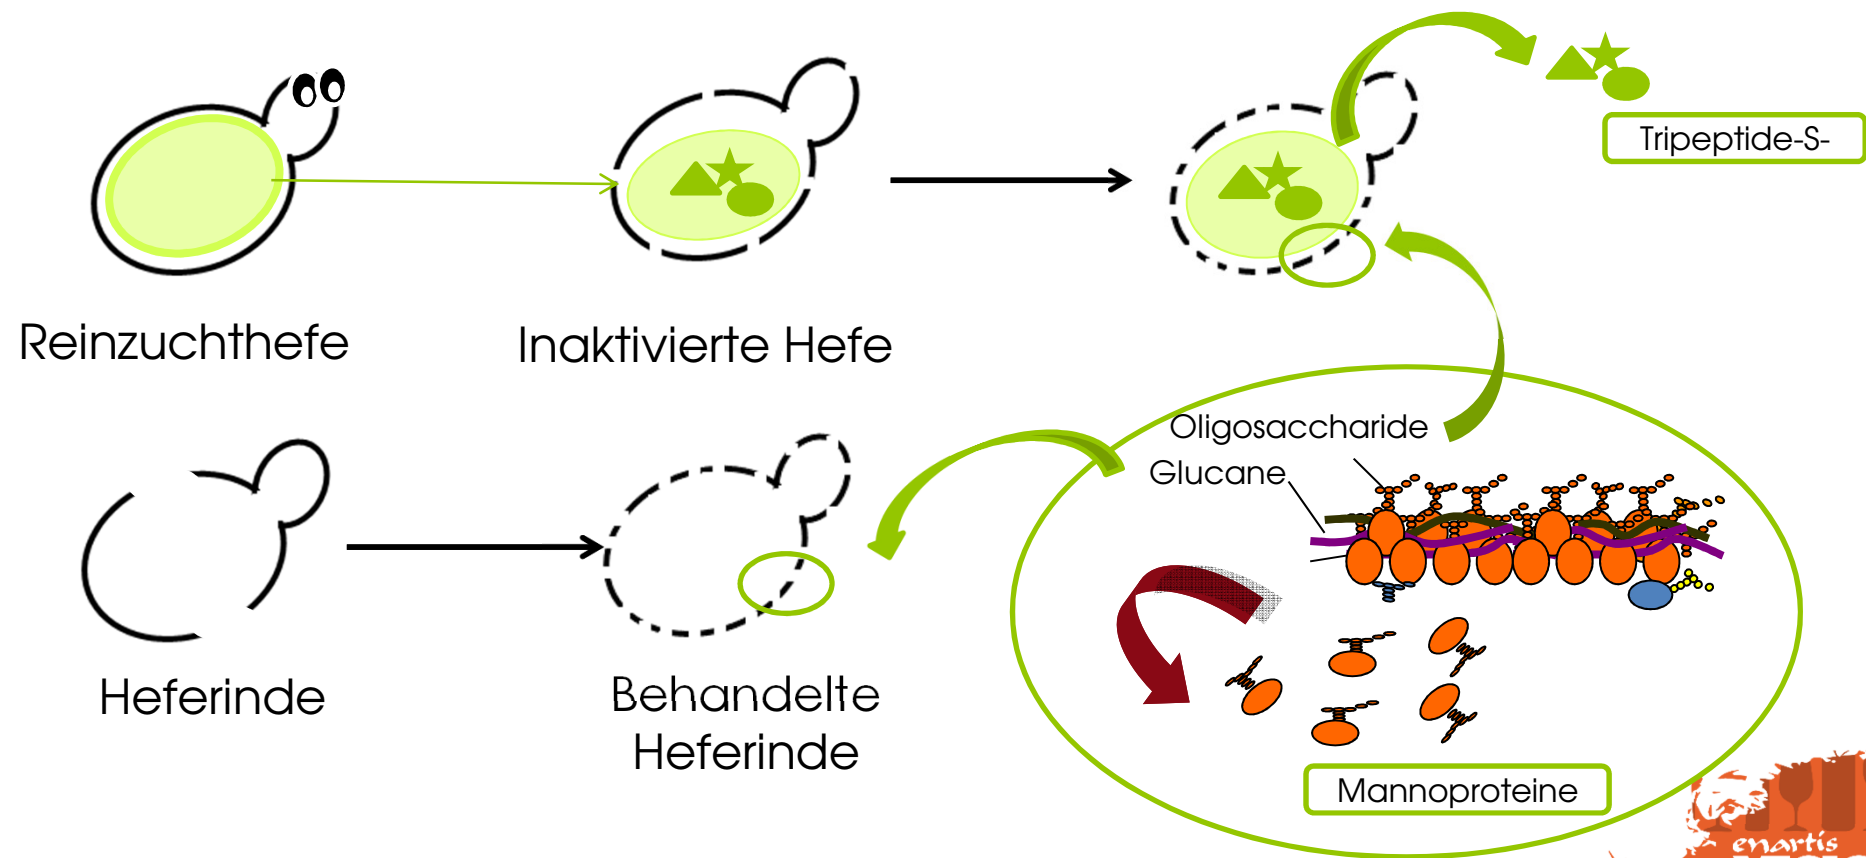 Tripeptide-S-
Reinzuchthefe
Inaktivierte Hefe
Oligosaccharide
Glucane
Heferinde
Behandelte
Heferinde
Mannoproteine
enartis